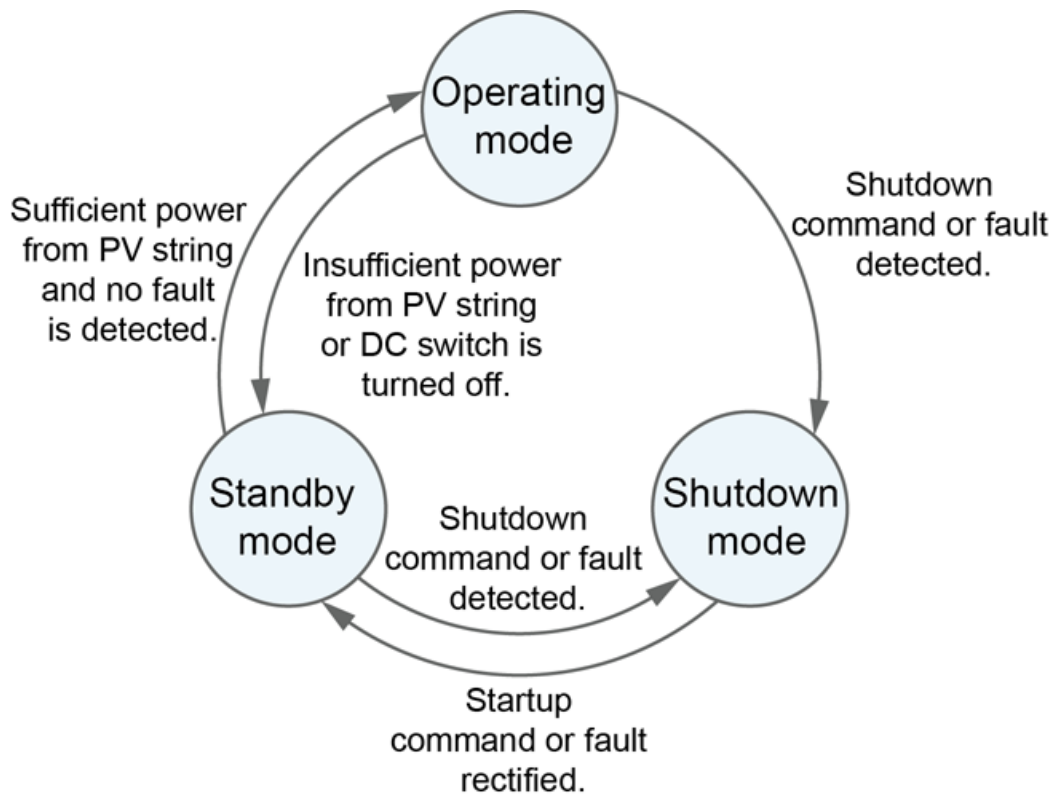 Operating
mode
Sufficient power
from PV string
and no fault
is detected.
Insufficient power
from PV string
or DC switch is
turned off.
Shutdown
command or fault
detected.
Standby
mode
Shutdown
command or fault
detected.
Shutdown
mode
Startup
command or fault
rectified.